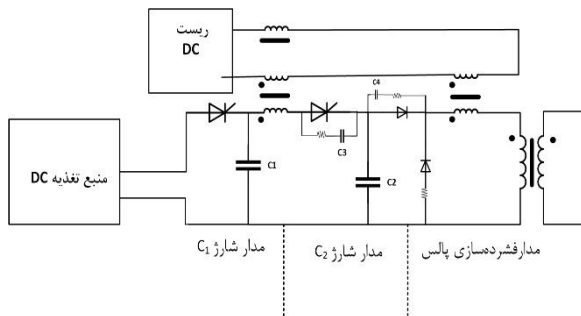 ریست
DC
C4
C3
C1
C2
منبع تغذیه DC
مدار شارژ C₁
مدار شارژ C₂
مدارفشرده‌سازی پالس